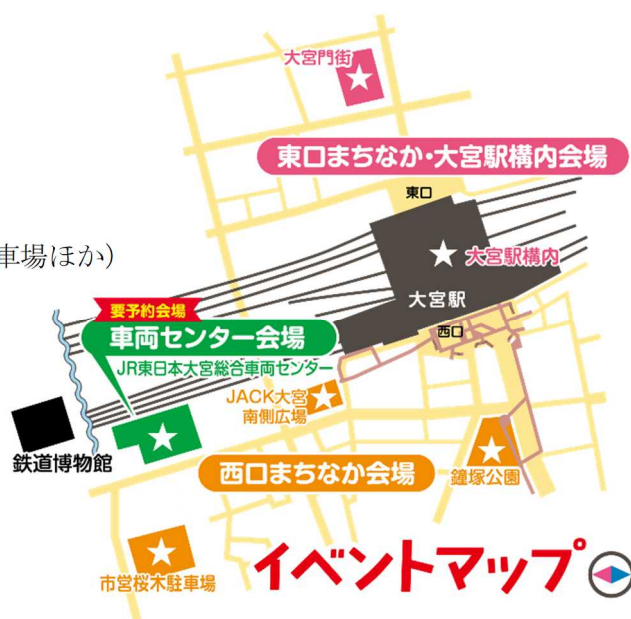 大宮門街
東口まちなか・大宮駅構内会場
東口
車場ほか)
大宮駅構内
大宮駅
要予約会場
西口
車両センター会場
JR東日本大宮総合車両センター
JACK大宮
南側広場
鉄道博物館
西口まちなか会場
鐘塚公園
市営桜木駐車場
イベントマップ